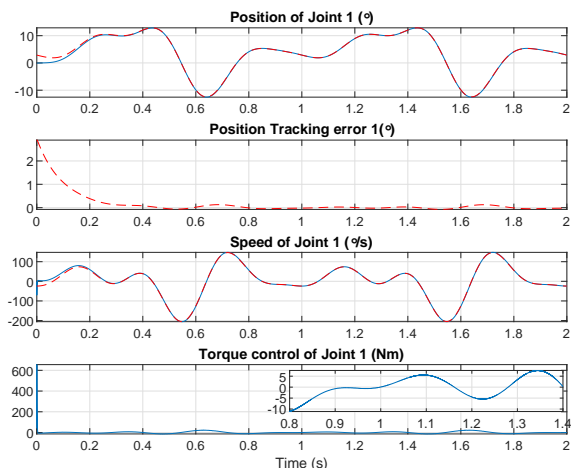 Position of Joint 1 (°)
10
0
-10
0 0.2 0.4 0.6 0.8 1 1.2 1.4 1.6 1.8 2
Position Tracking error 1(°)
2
1
0
0 0.2 0.4 0.6 0.8 1 1.2 1.4 1.6 1.8 2
Speed of Joint 1 (°/s)
100
0
-100
-200
0 0.2 0.4 0.6 0.8 1 1.2 1.4 1.6 1.8 2
Torque control of Joint 1 (Nm)
600
400
200
0
5
0
-5
-10
0.8 0.9 1 1.1 1.2 1.3 1.4
0 0.2 0.4 0.6 0.8 1 1.2 1.4 1.6 1.8 2
Time (s)